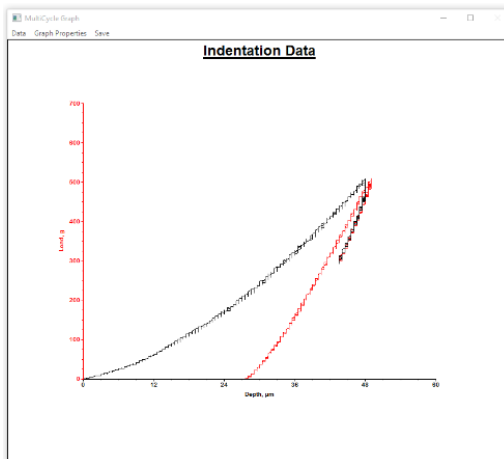 MultiCycle Graph
Data Graph Properties Save
Indentation Data
700
600
500
400
300
200
100
0
Load, g
0 12 24 36 48 60
Depth, µm